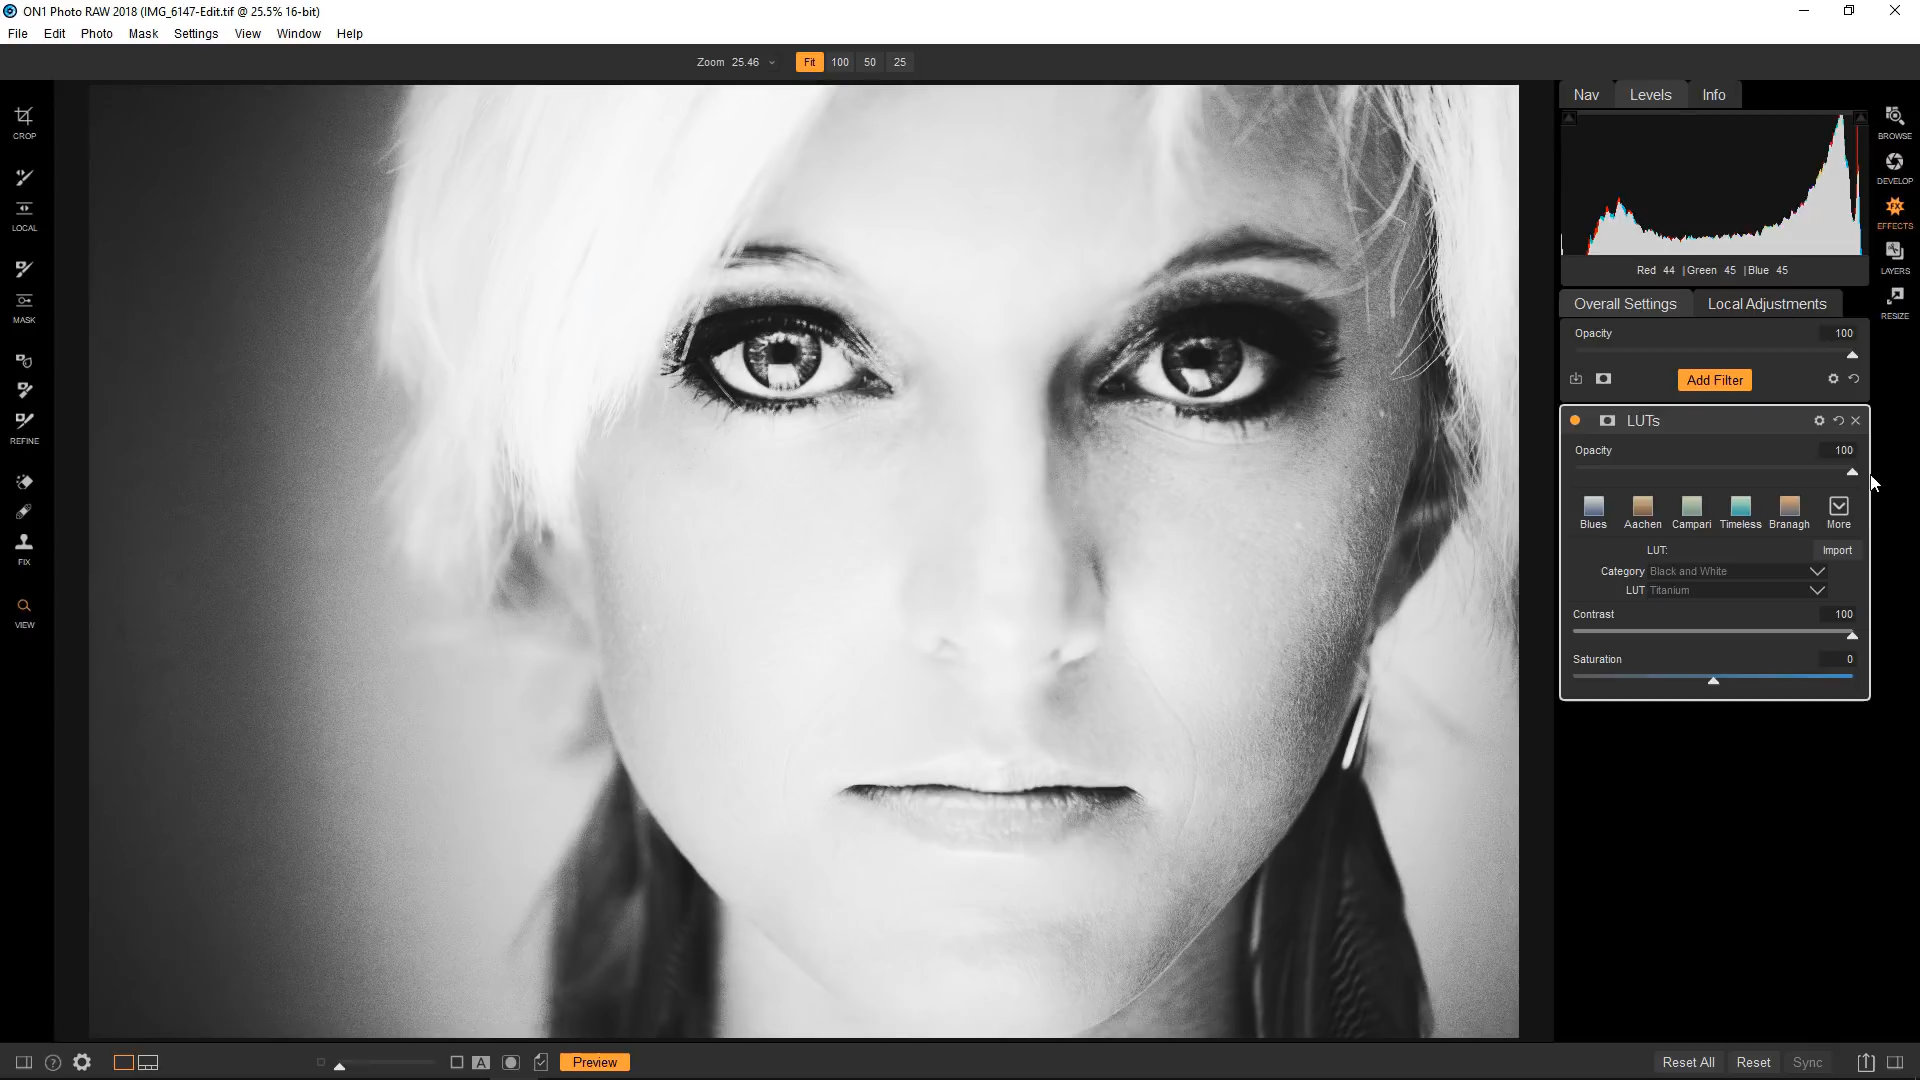 ON1 Photo RAW 2018 (IMG_6147-Edit.tif @ 25.5% 16-bit)
File Edit Photo Mask Settings View Window Help
Zoom 25.46 Fit 100 50 25
CROP
LOCAL
MASK
REFINE
FIX
VIEW
Nav Levels Info
Red 44 |Green 45 |Blue 45
BROWSE
DEVELOP
FX
EFFECTS
LAYERS
RESIZE
Overall Settings Local Adjustments
Opacity 100
Add Filter
LUTs
Opacity 100
Blues Aachen Campari Timeless Branagh More
LUT: Import
Category Black and White
LUT Titanium
Contrast 100
Saturation 0
? A Preview Reset All Reset Sync